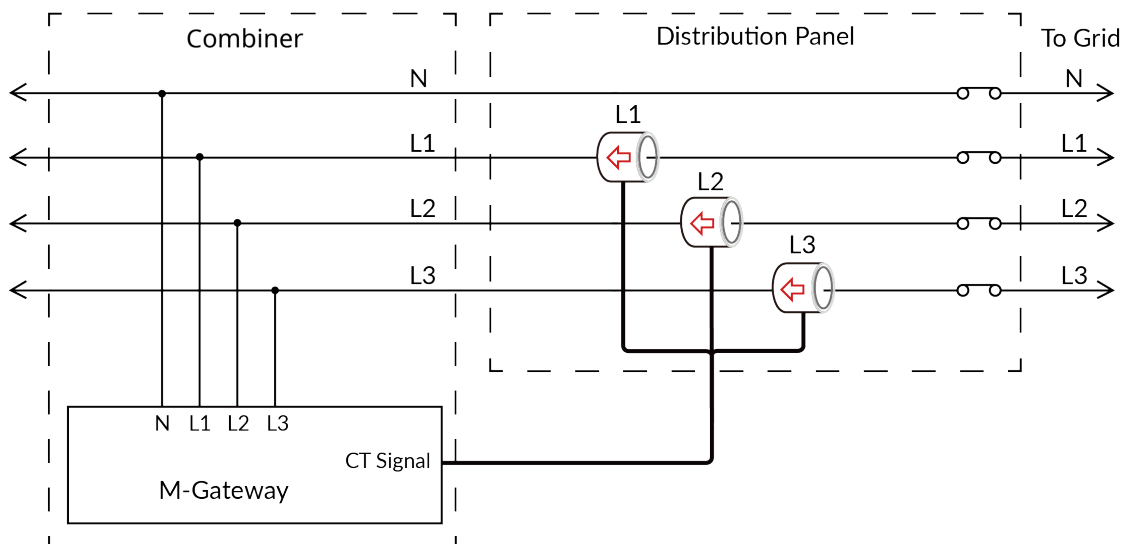 Combiner
Distribution Panel
To Grid
N
N
L1
L1
L1
L2
L2
L2
L3
L3
L3
N L1 L2 L3
CT Signal
M-Gateway